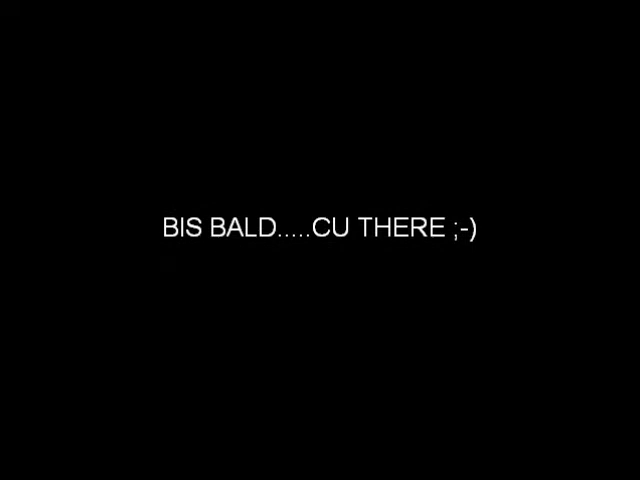 BIS BALD.....CU THERE ;-)